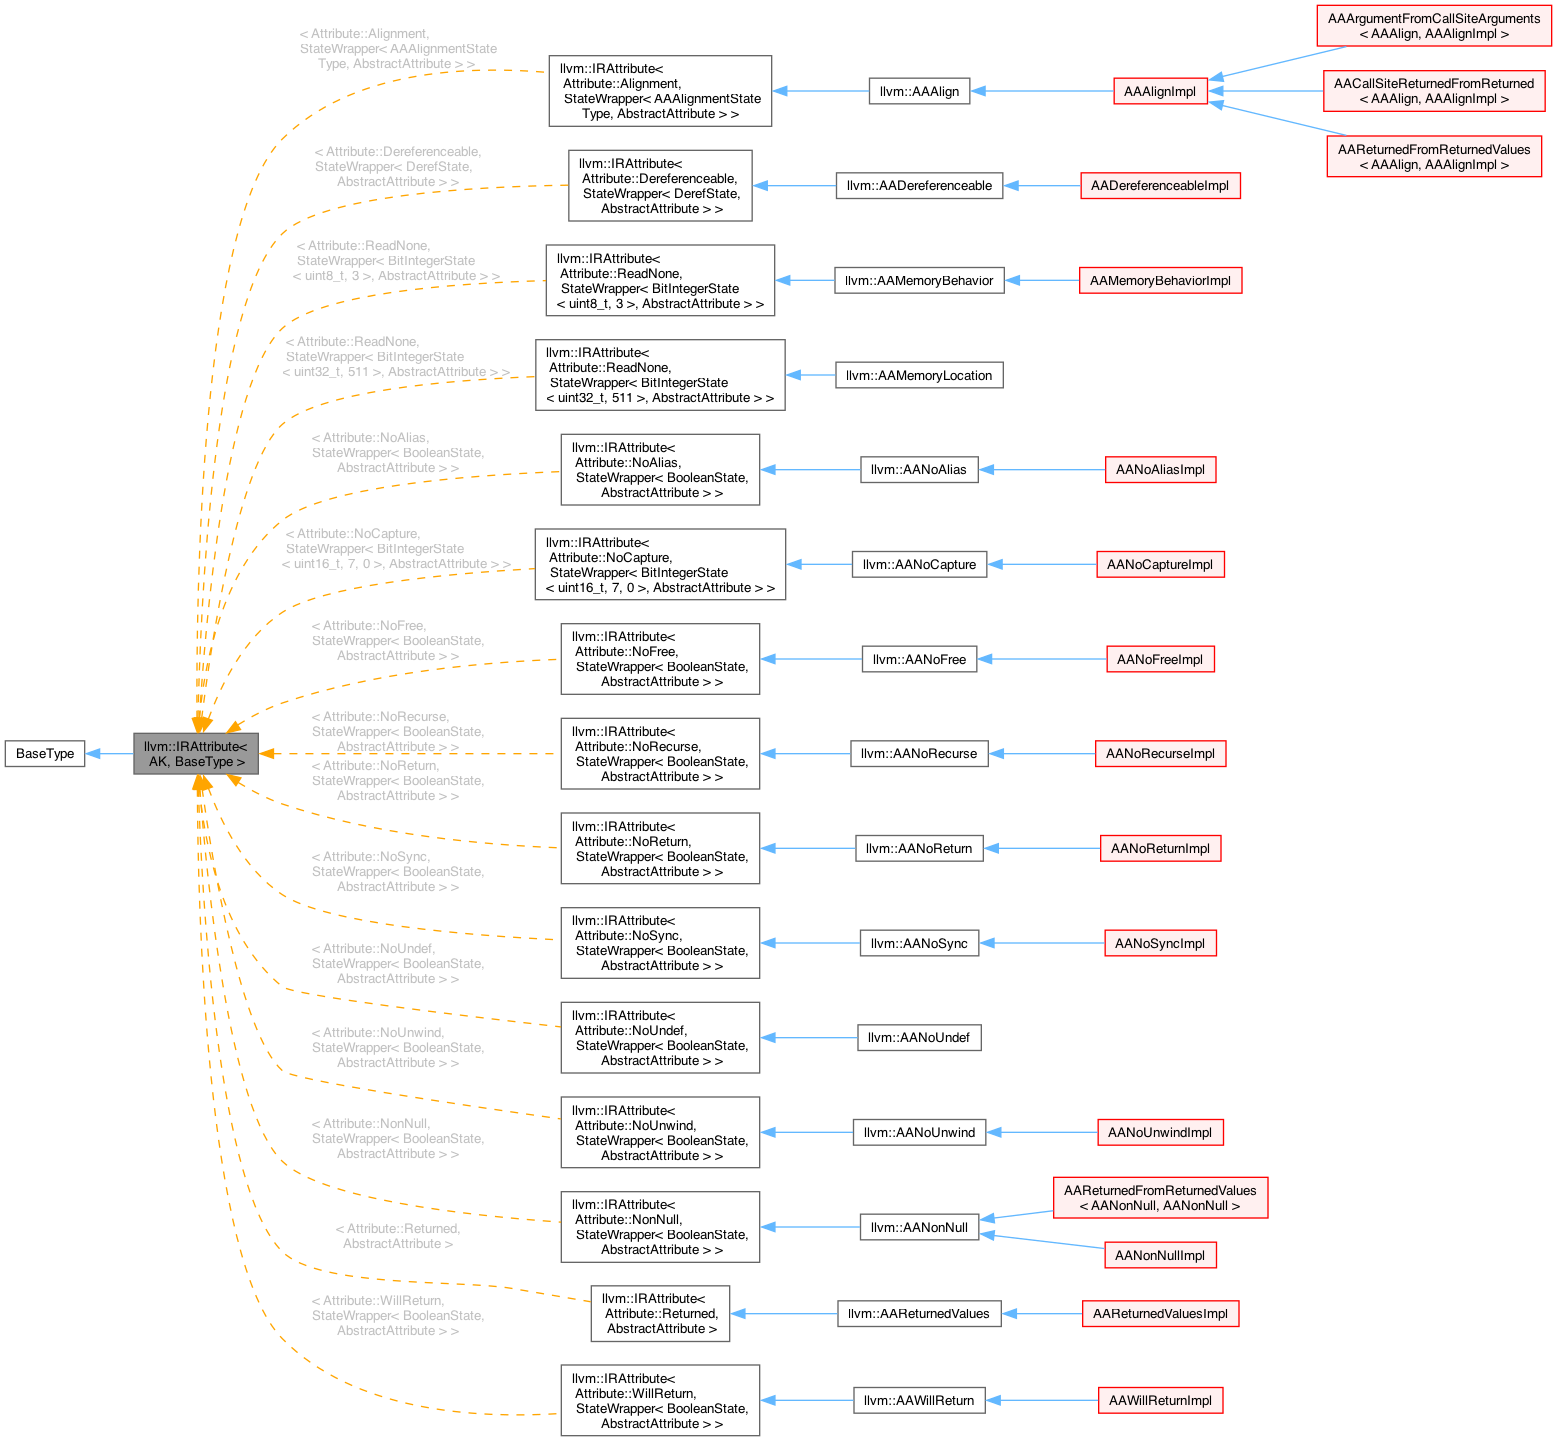 BaseType
llvm::IRAttribute<
AK, BaseType >
< Attribute::Alignment,
StateWrapper< AAAlignmentState
Type, AbstractAttribute > >
llvm::IRAttribute<
Attribute::Alignment,
StateWrapper< AAAlignmentState
Type, AbstractAttribute > >
llvm::AAAlign
AAAlignImpl
AAArgumentFromCallSiteArguments
< AAAlign, AAAlignImpl >
AACallSiteReturnedFromReturned
< AAAlign, AAAlignImpl >
AAReturnedFromReturnedValues
< AAAlign, AAAlignImpl >
< Attribute::Dereferenceable,
StateWrapper< DerefState,
AbstractAttribute > >
llvm::IRAttribute<
Attribute::Dereferenceable,
StateWrapper< DerefState,
AbstractAttribute > >
llvm::AADereferenceable
AADereferenceableImpl
< Attribute::ReadNone,
StateWrapper< BitIntegerState
< uint8_t, 3 >, AbstractAttribute > >
llvm::IRAttribute<
Attribute::ReadNone,
StateWrapper< BitIntegerState
< uint8_t, 3 >, AbstractAttribute > >
llvm::AAMemoryBehavior
AAMemoryBehaviorImpl
< Attribute::ReadNone,
StateWrapper< BitIntegerState
< uint32_t, 511 >, AbstractAttribute > >
llvm::IRAttribute<
Attribute::ReadNone,
StateWrapper< BitIntegerState
< uint32_t, 511 >, AbstractAttribute > >
llvm::AAMemoryLocation
< Attribute::NoAlias,
StateWrapper< BooleanState,
AbstractAttribute > >
llvm::IRAttribute<
Attribute::NoAlias,
StateWrapper< BooleanState,
AbstractAttribute > >
llvm::AANoAlias
AANoAliasImpl
< Attribute::NoCapture,
StateWrapper< BitIntegerState
< uint16_t, 7, 0 >, AbstractAttribute > >
llvm::IRAttribute<
Attribute::NoCapture,
StateWrapper< BitIntegerState
< uint16_t, 7, 0 >, AbstractAttribute > >
llvm::AANoCapture
AANoCaptureImpl
< Attribute::NoFree,
StateWrapper< BooleanState,
AbstractAttribute > >
llvm::IRAttribute<
Attribute::NoFree,
StateWrapper< BooleanState,
AbstractAttribute > >
llvm::AANoFree
AANoFreeImpl
< Attribute::NoRecurse,
StateWrapper< BooleanState,
AbstractAttribute > >
llvm::IRAttribute<
Attribute::NoRecurse,
StateWrapper< BooleanState,
AbstractAttribute > >
llvm::AANoRecurse
AANoRecurseImpl
< Attribute::NoReturn,
StateWrapper< BooleanState,
AbstractAttribute > >
llvm::IRAttribute<
Attribute::NoReturn,
StateWrapper< BooleanState,
AbstractAttribute > >
llvm::AANoReturn
AANoReturnImpl
< Attribute::NoSync,
StateWrapper< BooleanState,
AbstractAttribute > >
llvm::IRAttribute<
Attribute::NoSync,
StateWrapper< BooleanState,
AbstractAttribute > >
llvm::AANoSync
AANoSyncImpl
< Attribute::NoUndef,
StateWrapper< BooleanState,
AbstractAttribute > >
llvm::IRAttribute<
Attribute::NoUndef,
StateWrapper< BooleanState,
AbstractAttribute > >
llvm::AANoUndef
< Attribute::NoUnwind,
StateWrapper< BooleanState,
AbstractAttribute > >
llvm::IRAttribute<
Attribute::NoUnwind,
StateWrapper< BooleanState,
AbstractAttribute > >
llvm::AANoUnwind
AANoUnwindImpl
< Attribute::NonNull,
StateWrapper< BooleanState,
AbstractAttribute > >
llvm::IRAttribute<
Attribute::NonNull,
StateWrapper< BooleanState,
AbstractAttribute > >
llvm::AANonNull
AAReturnedFromReturnedValues
< AANonNull, AANonNull >
AANonNullImpl
< Attribute::Returned,
AbstractAttribute >
llvm::IRAttribute<
Attribute::Returned,
AbstractAttribute >
llvm::AAReturnedValues
AAReturnedValuesImpl
< Attribute::WillReturn,
StateWrapper< BooleanState,
AbstractAttribute > >
llvm::IRAttribute<
Attribute::WillReturn,
StateWrapper< BooleanState,
AbstractAttribute > >
llvm::AAWillReturn
AAWillReturnImpl